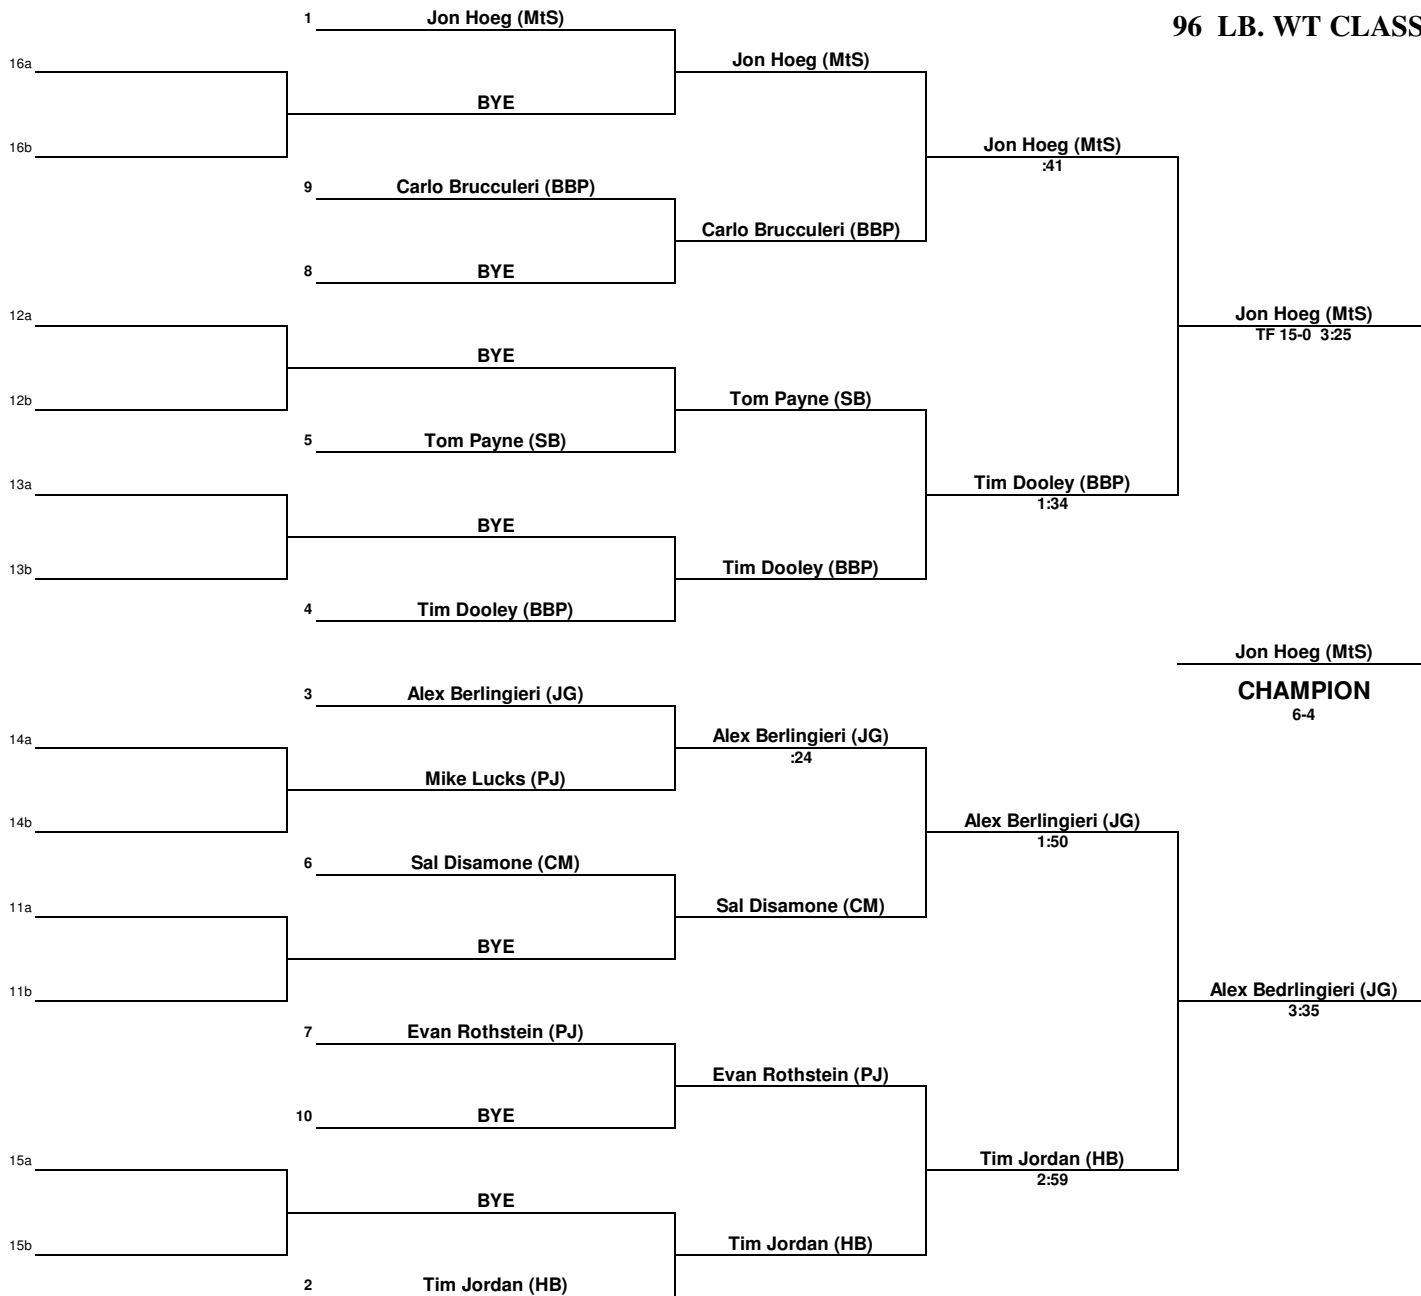 96 LB. WT CLASS
1 Jon Hoeg (MtS)
16a
Jon Hoeg (MtS)
BYE
16b
Jon Hoeg (MtS)
:41
9 Carlo Brucculeri (BBP)
Carlo Brucculeri (BBP)
8 BYE
12a
Jon Hoeg (MtS)
TF 15-0 3:25
BYE
12b
Tom Payne (SB)
5 Tom Payne (SB)
13a
Tim Dooley (BBP)
1:34
BYE
13b
Tim Dooley (BBP)
4 Tim Dooley (BBP)
Jon Hoeg (MtS)
CHAMPION
6-4
3 Alex Berlingieri (JG)
14a
Alex Berlingieri (JG)
:24
Mike Lucks (PJ)
14b
Alex Berlingieri (JG)
1:50
6 Sal Disamone (CM)
11a
Sal Disamone (CM)
BYE
11b
Alex Bedrlingieri (JG)
3:35
7 Evan Rothstein (PJ)
Evan Rothstein (PJ)
10 BYE
15a
Tim Jordan (HB)
2:59
BYE
15b
Tim Jordan (HB)
2 Tim Jordan (HB)